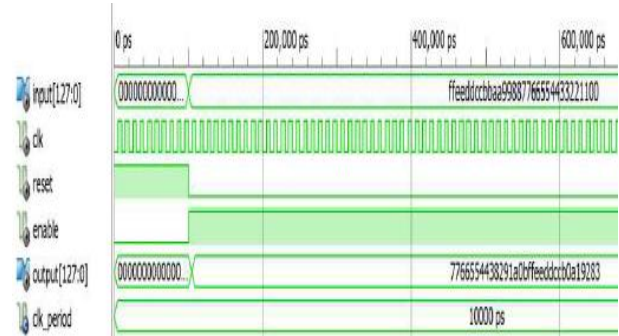 0 ps 200,000 ps 400,000 ps 600,000 ps
input[127:0] 000000000000... ffeeddccbbaa99887766554433221100
clk
reset
enable
output[127:0] 0000000000000... 7766554438291a0bffeeddccb0a19283
clk_period 10000 ps